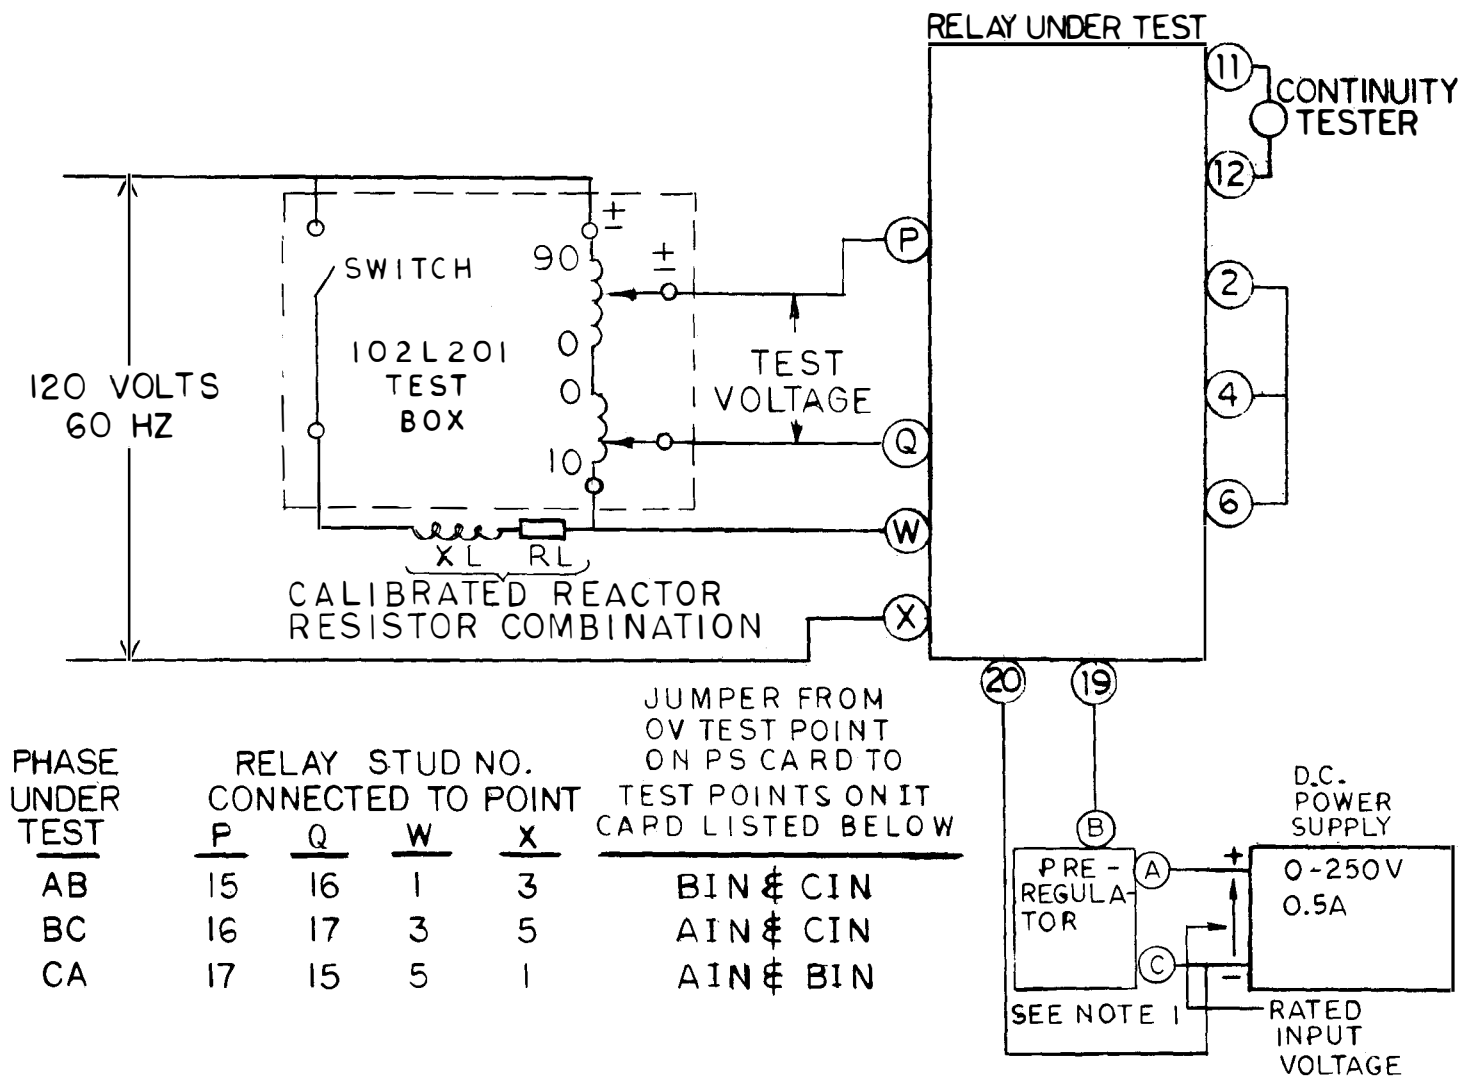 RELAY UNDER TEST
11
CONTINUITY
TESTER
12
±
±
P
90
SWITCH
2
0
102L201
TEST
BOX
TEST
VOLTAGE
120 VOLTS
60 HZ
0
4
Q
10
6
W
XL
RL
CALIBRATED REACTOR
RESISTOR COMBINATION
X
20
19
JUMPER FROM
OV TEST POINT
ON PS CARD TO
TEST POINTS ON IT
CARD LISTED BELOW
PHASE
UNDER
TEST
RELAY STUD NO.
CONNECTED TO POINT
P Q W X
AB 15 16 1 3 BIN & CIN
BC 16 17 3 5 AIN & CIN
CA 17 15 5 1 AIN & BIN
B
PRE-
REGULA-
TOR
A
C
+
−
D.C.
POWER
SUPPLY
0-250V
0.5A
SEE NOTE 1
RATED
INPUT
VOLTAGE